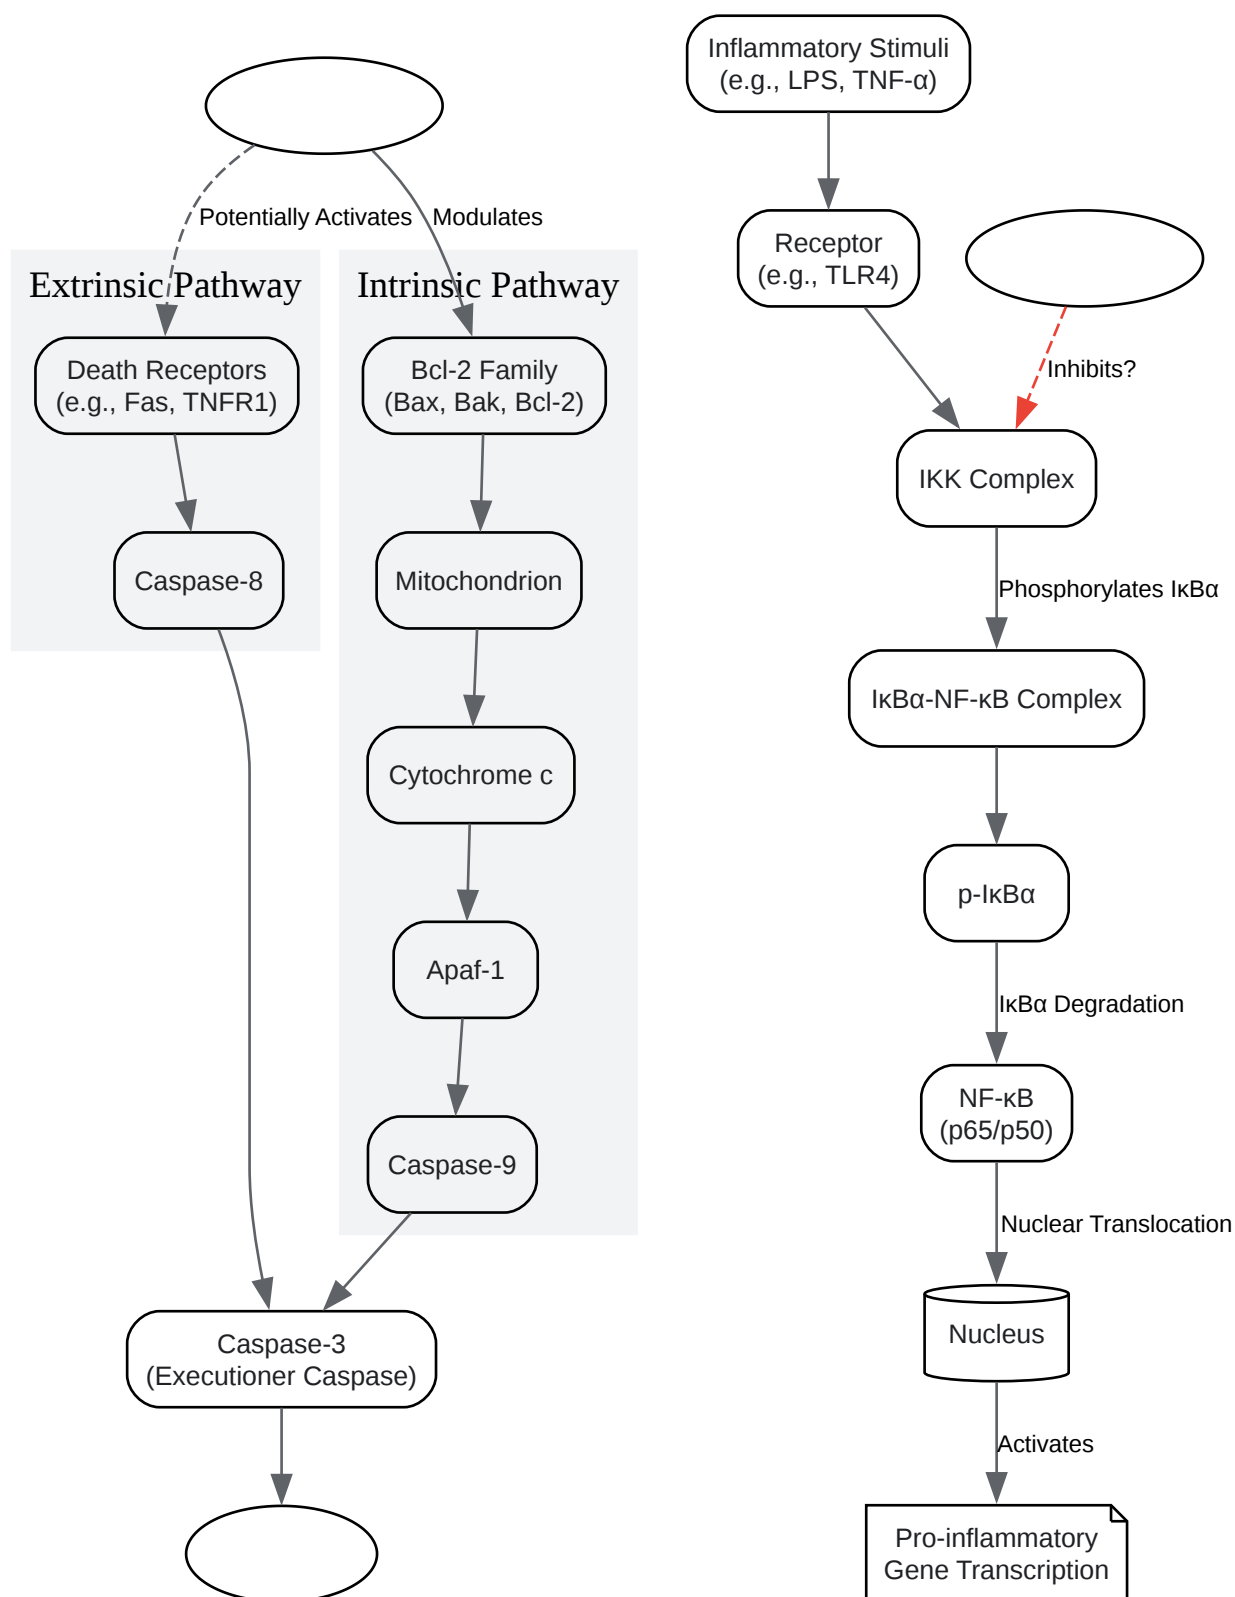 Potentially Activates
Modulates
Extrinsic Pathway
Intrinsic Pathway
Death Receptors
(e.g., Fas, TNFR1)
Bcl-2 Family
(Bax, Bak, Bcl-2)
Caspase-8
Mitochondrion
Cytochrome c
Apaf-1
Caspase-9
Caspase-3
(Executioner Caspase)
Inflammatory Stimuli
(e.g., LPS, TNF-α)
Receptor
(e.g., TLR4)
Inhibits?
IKK Complex
Phosphorylates IκBα
IκBα-NF-κB Complex
p-IκBα
IκBα Degradation
NF-κB
(p65/p50)
Nuclear Translocation
Nucleus
Activates
Pro-inflammatory
Gene Transcription